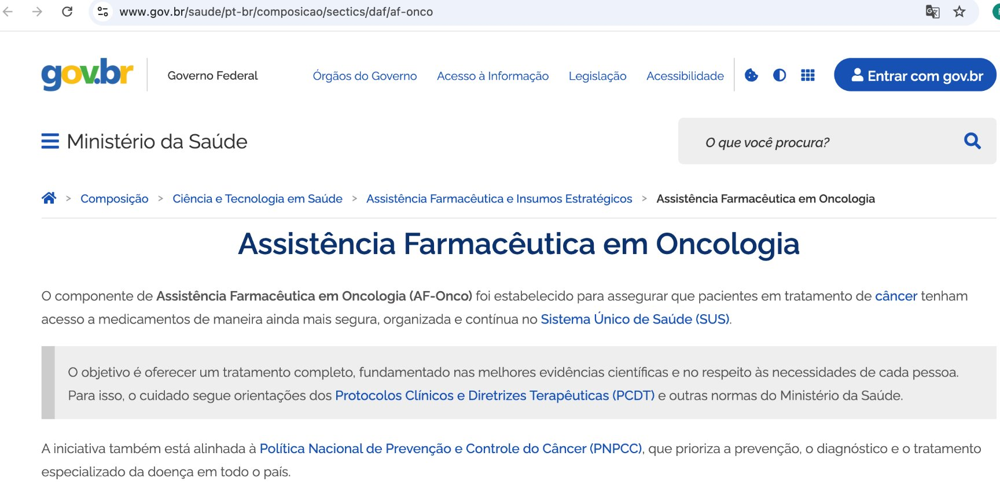 www.gov.br/saude/pt-br/composicao/sectics/daf/af-onco
gov.br
Governo Federal
Órgãos do Governo
Acesso à Informação
Legislação
Acessibilidade
Entrar com gov.br
Ministério da Saúde
O que você procura?
> Composição > Ciência e Tecnologia em Saúde > Assistência Farmacêutica e Insumos Estratégicos > Assistência Farmacêutica em Oncologia
Assistência Farmacêutica em Oncologia
O componente de Assistência Farmacêutica em Oncologia (AF-Onco) foi estabelecido para assegurar que pacientes em tratamento de câncer tenham
acesso a medicamentos de maneira ainda mais segura, organizada e contínua no Sistema Único de Saúde (SUS).
O objetivo é oferecer um tratamento completo, fundamentado nas melhores evidências científicas e no respeito às necessidades de cada pessoa.
Para isso, o cuidado segue orientações dos Protocolos Clínicos e Diretrizes Terapêuticas (PCDT) e outras normas do Ministério da Saúde.
A iniciativa também está alinhada à Política Nacional de Prevenção e Controle do Câncer (PNPCC), que prioriza a prevenção, o diagnóstico e o tratamento
especializado da doença em todo o país.